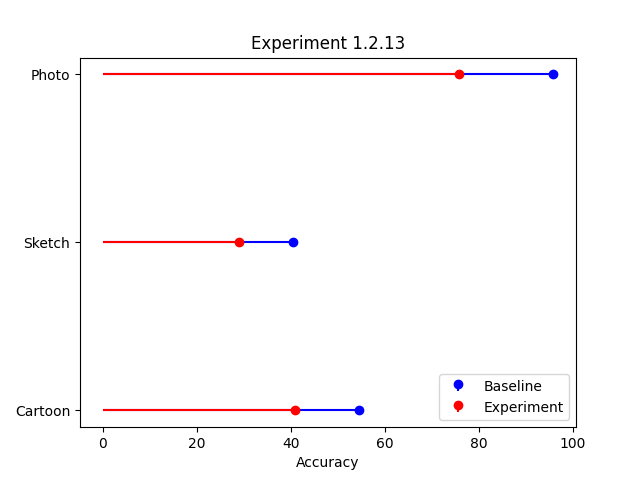 Experiment 1.2.13
Photo
Sketch
Cartoon
Baseline
Experiment
0 20 40 60 80 100
Accuracy